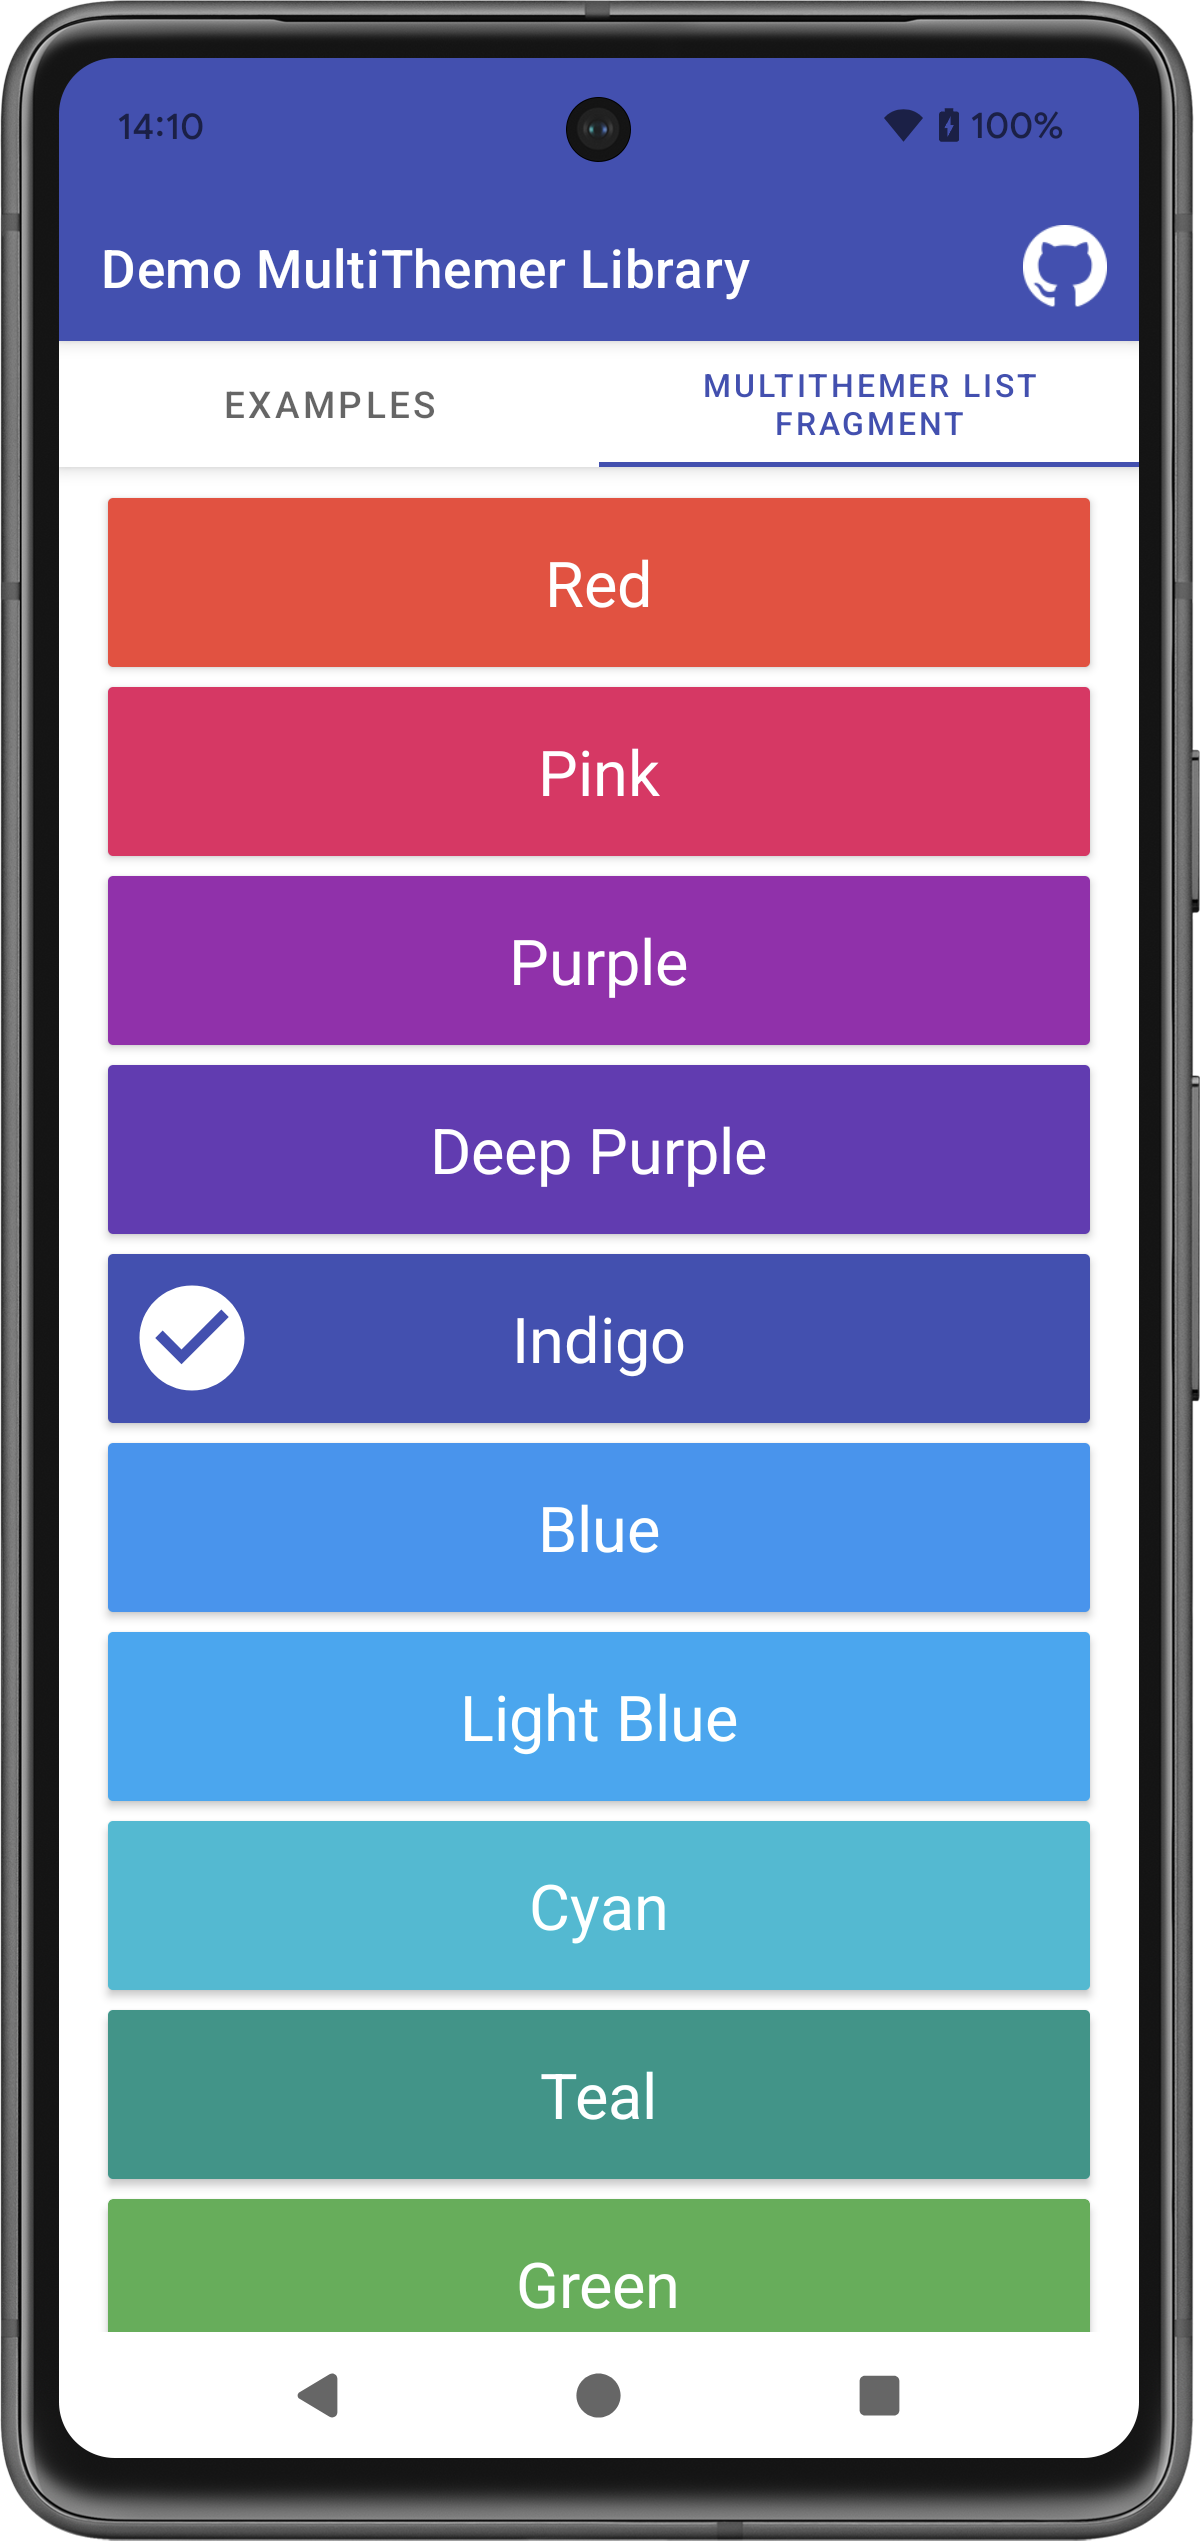 14:10
100%
Demo MultiThemer Library
EXAMPLES
MULTITHEMER LIST
FRAGMENT
Red
Pink
Purple
Deep Purple
Indigo
Blue
Light Blue
Cyan
Teal
Green